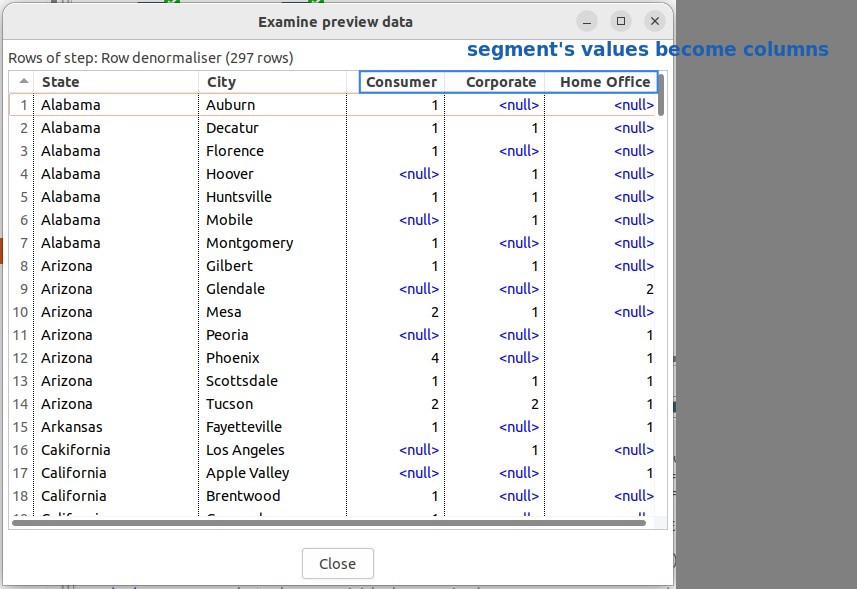 Examine preview data
segment's values become columns
Rows of step: Row denormaliser (297 rows)
State City Consumer Corporate Home Office
1 Alabama Auburn 1 <null> <null>
2 Alabama Decatur 1 1 <null>
3 Alabama Florence 1 <null> <null>
4 Alabama Hoover <null> 1 <null>
5 Alabama Huntsville 1 1 <null>
6 Alabama Mobile <null> 1 <null>
7 Alabama Montgomery 1 <null> <null>
8 Arizona Gilbert 1 1 <null>
9 Arizona Glendale <null> <null> 2
10 Arizona Mesa 2 1 <null>
11 Arizona Peoria <null> <null> 1
12 Arizona Phoenix 4 <null> 1
13 Arizona Scottsdale 1 1 1
14 Arizona Tucson 2 2 1
15 Arkansas Fayetteville 1 <null> 1
16 Cakifornia Los Angeles <null> 1 <null>
17 California Apple Valley <null> <null> 1
18 California Brentwood 1 <null> <null>
Close